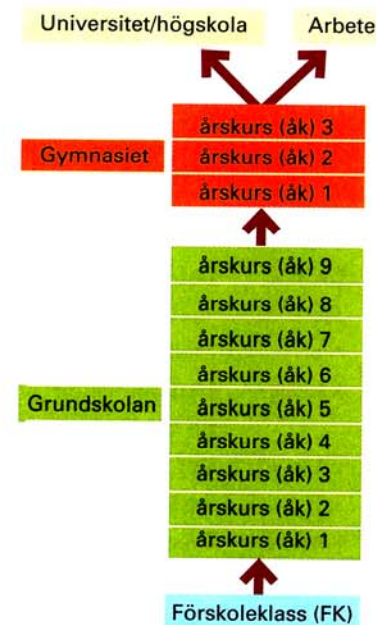 Universitet/högskola
Arbete
årskurs (åk) 3
Gymnasiet
årskurs (åk) 2
årskurs (åk) 1
årskurs (åk) 9
årskurs (åk) 8
årskurs (åk) 7
årskurs (åk) 6
Grundskolan
årskurs (åk) 5
årskurs (åk) 4
årskurs (åk) 3
årskurs (åk) 2
årskurs (åk) 1
Förskoleklass (FK)